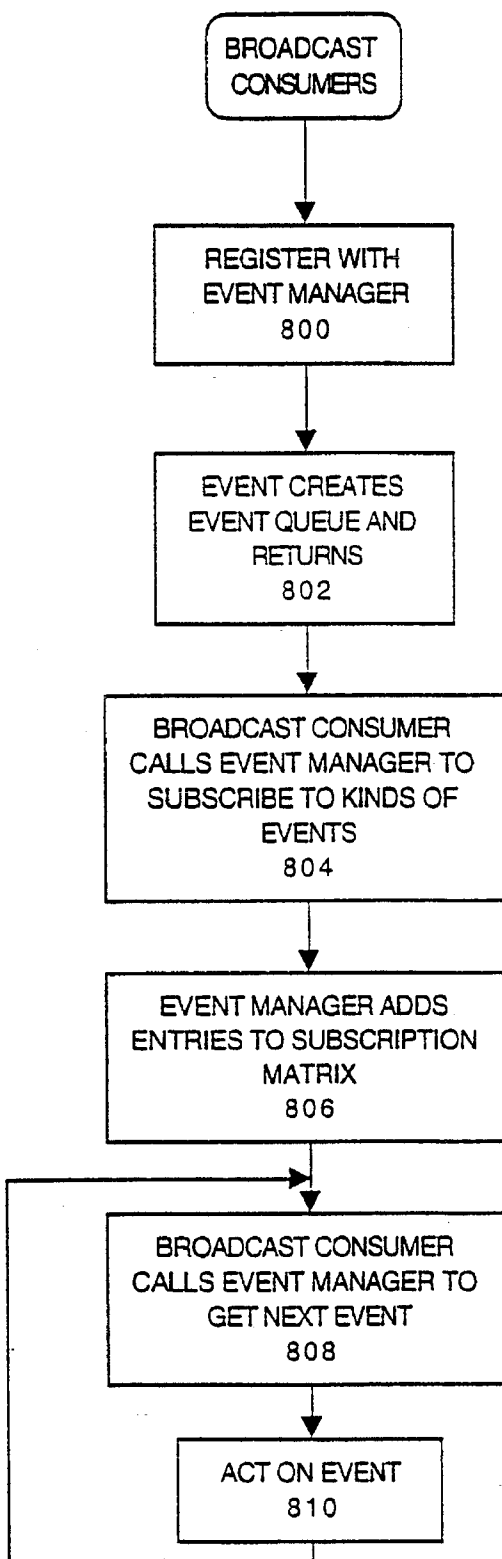 BROADCAST
CONSUMERS
REGISTER WITH
EVENT MANAGER
800
EVENT CREATES
EVENT QUEUE AND
RETURNS
802
BROADCAST CONSUMER
CALLS EVENT MANAGER TO
SUBSCRIBE TO KINDS OF
EVENTS
804
EVENT MANAGER ADDS
ENTRIES TO SUBSCRIPTION
MATRIX
806
BROADCAST CONSUMER
CALLS EVENT MANAGER TO
GET NEXT EVENT
808
ACT ON EVENT
810